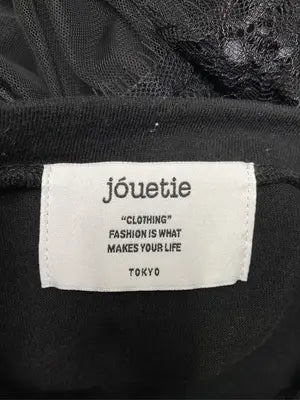 jóuetie
“CLOTHING”
FASHION IS WHAT
MAKES YOUR LIFE
TOKYO